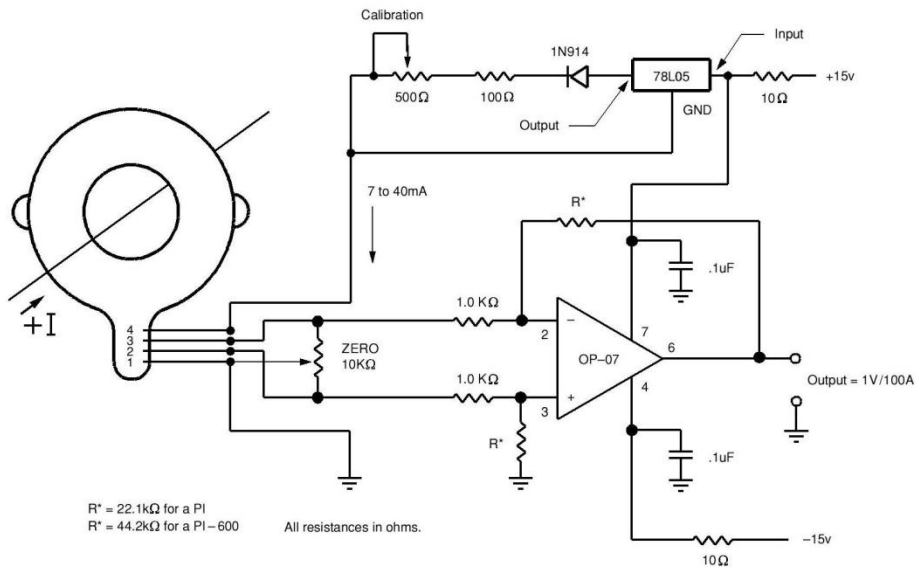 Calibration
Input
1N914
78L05
+15v
500Ω
100Ω
10Ω
GND
Output
7 to 40mA
R*
.1uF
+I
4
3
2
1
ZERO
10KΩ
1.0 KΩ
2
−
7
OP–07
6
Output = 1V/100A
1.0 KΩ
+
3
4
R*
.1uF
R* = 22.1kΩ for a PI
R* = 44.2kΩ for a PI – 600
All resistances in ohms.
10Ω
–15v